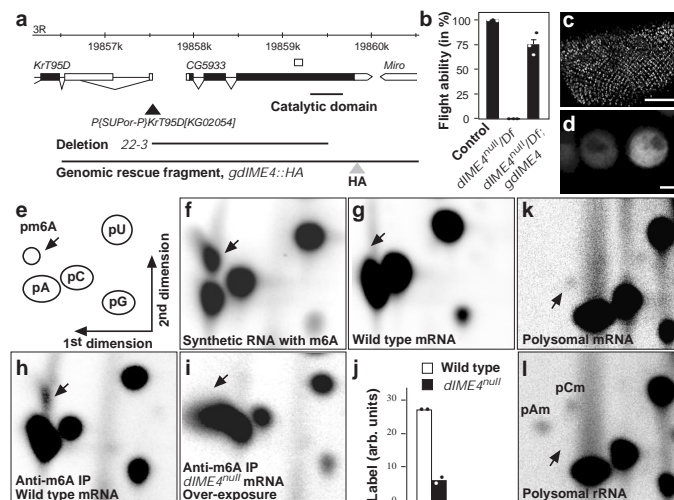 a
3R
19857k 19858k 19859k 19860k
KrT95D CG5933 Miro
Catalytic domain
P{SUPor-P}KrT95D[KG02054]
Deletion 22-3
Genomic rescue fragment, gdIME4::HA
HA
b
Flight ability (in %)
100
75
50
25
0
Control
dIME4null/Df
dIME4null/Df;
gdIME4
c
d
e
pm6A
pU
pA
pC
pG
1st dimension
2nd dimension
f
Synthetic RNA with m6A
g
Wild type mRNA
k
Polysomal mRNA
h
Anti-m6A IP
Wild type mRNA
i
Anti-m6A IP
dIME4null mRNA
Over-exposure
j
Wild type
dIME4null
Label (arb. units)
30
20
10
0
l
pCm
pAm
Polysomal rRNA